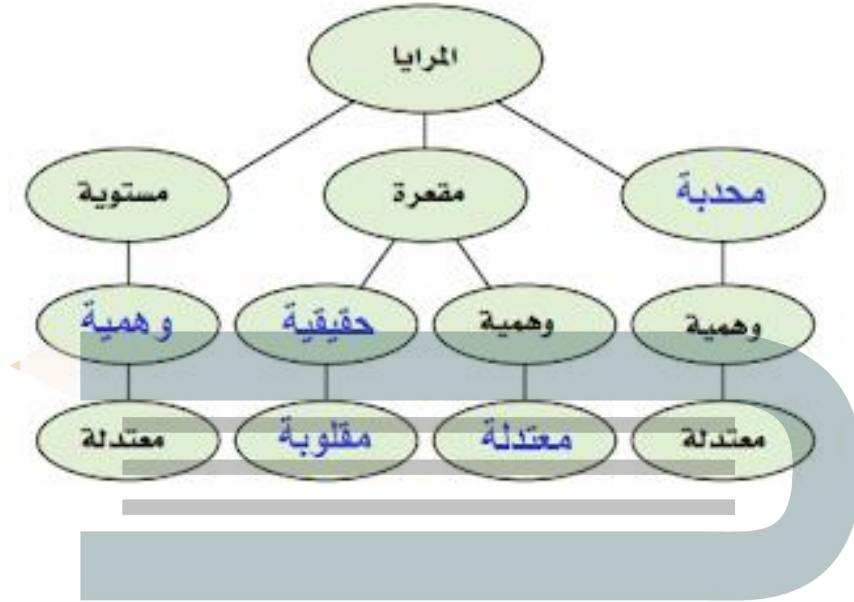 المرايا
محدبة مقعرة مستوية
وهمية وهمية حقيقية وهمية
معتدلة معتدلة مقلوبة معتدلة